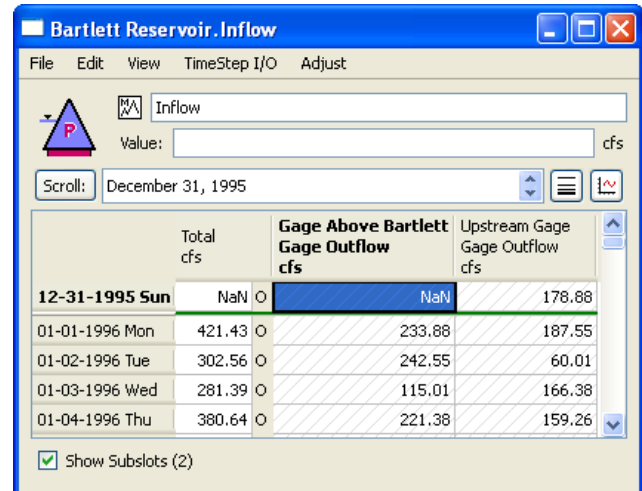 Bartlett Reservoir.Inflow
File Edit View TimeStep I/O Adjust
P
Inflow
Value: cfs
Scroll: December 31, 1995
Total Gage Above Bartlett Upstream Gage
cfs Gage Outflow Gage Outflow
cfs cfs
12-31-1995 Sun NaN O NaN 178.88
01-01-1996 Mon 421.43 O 233.88 187.55
01-02-1996 Tue 302.56 O 242.55 60.01
01-03-1996 Wed 281.39 O 115.01 166.38
01-04-1996 Thu 380.64 O 221.38 159.26
Show Subslots (2)